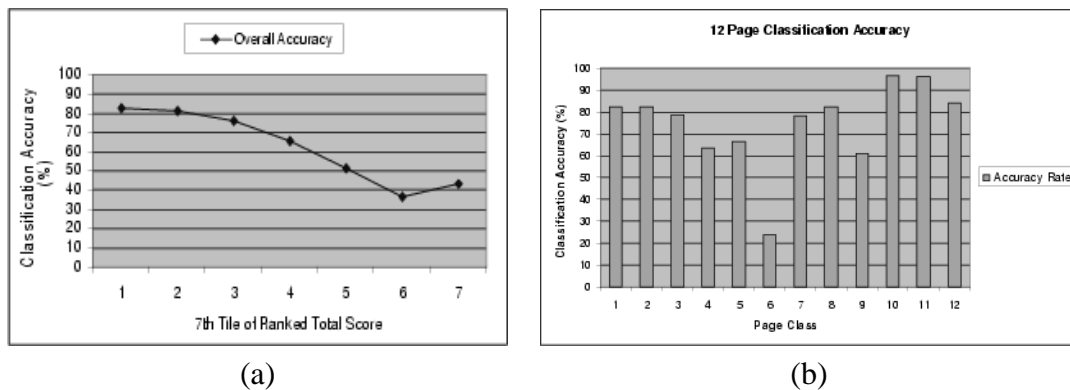 Overall Accuracy
Classification Accuracy
(%)
100
90
80
70
60
50
40
30
20
10
0
1 2 3 4 5 6 7
7th Tile of Ranked Total Score
(a)
12 Page Classification Accuracy
Classification Accuracy (%)
100
90
80
70
60
50
40
30
20
10
0
1 2 3 4 5 6 7 8 9 10 11 12
Page Class
Accuracy Rate
(b)